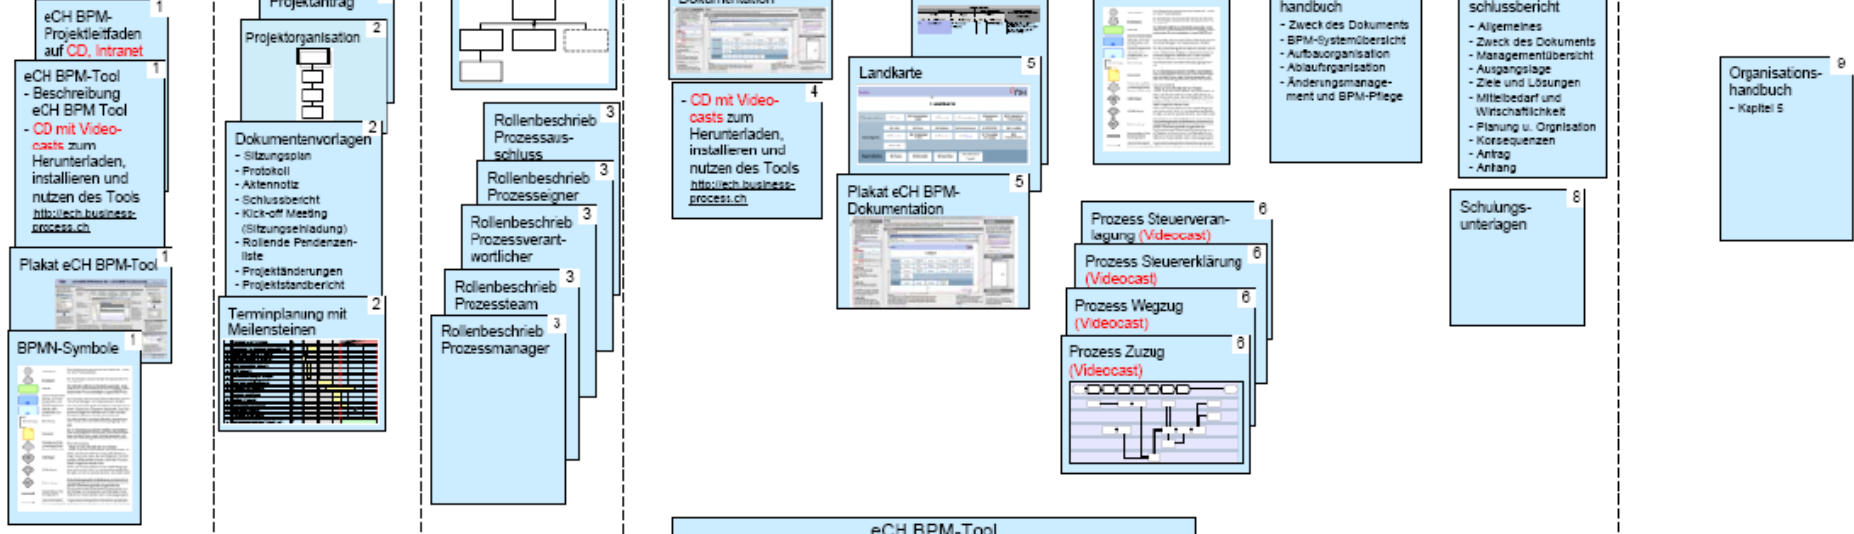 1
eCH BPM-
Projektleitfaden
auf CD, Intranet
1
eCH BPM-Tool
- Beschreibung
eCH BPM Tool
- CD mit Video-
casts zum
Herunterladen,
installieren und
nutzen des Tools
http://ech.business-
process.ch
1
Plakat eCH BPM-Tool
1
BPMN-Symbole
Projektantrag
2
Projektorganisation
2
Dokumentenvorlagen
- Sitzungsplan
- Protokoll
- Aktennotiz
- Schlussbericht
- Kick-off Meeting
(Sitzungseinladung)
- Rollende Pendenzen-
liste
- Projektänderungen
- Projektstandbericht
2
Terminplanung mit
Meilensteinen
3
Rollenbeschrieb
Prozessaus-
schluss
3
Rollenbeschrieb
Prozesseigner
3
Rollenbeschrieb
Prozessverant-
wortlicher
3
Rollenbeschrieb
Prozessteam
3
Rollenbeschrieb
Prozessmanager
Dokumentation
4
- CD mit Video-
casts zum
Herunterladen,
installieren und
nutzen des Tools
http://ech.business-
process.ch
5
Landkarte
5
Plakat eCH BPM-
Dokumentation
6
Prozess Steuerveran-
lagung (Videocast)
6
Prozess Steuererklärung
(Videocast)
6
Prozess Wegzug
(Videocast)
6
Prozess Zuzug
(Videocast)
handbuch
- Zweck des Dokuments
- BPM-Systemübersicht
- Aufbauorganisation
- Ablauforganisation
- Änderungsmanage-
ment und BPM-Pflege
schlussbericht
- Allgemeines
- Zweck des Dokuments
- Managementübersicht
- Ausgangslage
- Ziele und Lösungen
- Mittelbedarf und
Wirtschaftlichkeit
- Planung u. Orgnisation
- Konsequenzen
- Antrag
- Anhang
8
Schulungs-
unterlagen
9
Organisations-
handbuch
- Kapitel 5
eCH BPM-Tool